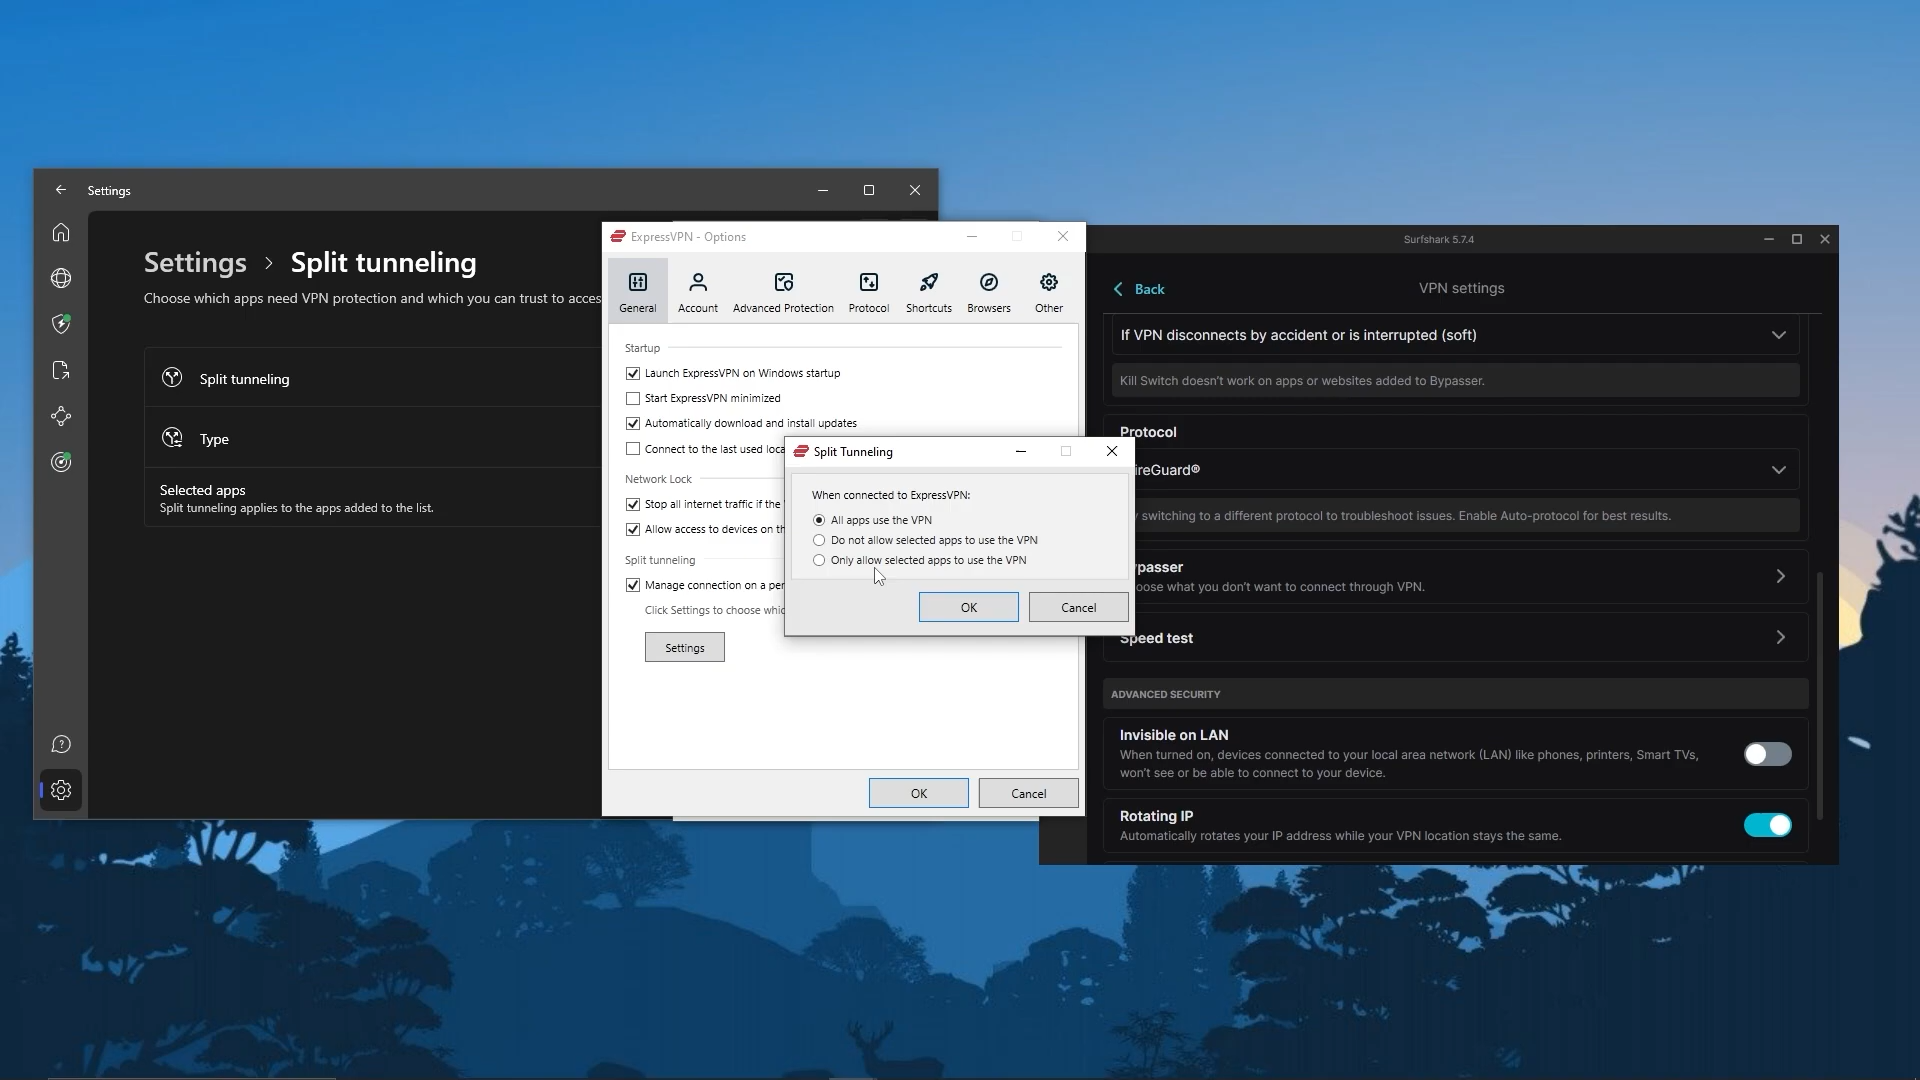 Settings
Settings > Split tunneling
Choose which apps need VPN protection and which you can trust to acces
Split tunneling
Type
Selected apps
Split tunneling applies to the apps added to the list.
ExpressVPN - Options
General Account Advanced Protection Protocol Shortcuts Browsers Other
Startup
Launch ExpressVPN on Windows startup
Start ExpressVPN minimized
Automatically download and install updates
Connect to the last used loca
Network Lock
Stop all internet traffic if the
Allow access to devices on th
Split tunneling
Manage connection on a per
Click Settings to choose whic
Settings
OK Cancel
Split Tunneling
When connected to ExpressVPN:
All apps use the VPN
Do not allow selected apps to use the VPN
Only allow selected apps to use the VPN
OK Cancel
Surfshark 5.7.4
Back
VPN settings
If VPN disconnects by accident or is interrupted (soft)
Kill Switch doesn't work on apps or websites added to Bypasser.
Protocol
ireGuard®
switching to a different protocol to troubleshoot issues. Enable Auto-protocol for best results.
ypasser
oose what you don't want to connect through VPN.
Speed test
ADVANCED SECURITY
Invisible on LAN
When turned on, devices connected to your local area network (LAN) like phones, printers, Smart TVs,
won't see or be able to connect to your device.
Rotating IP
Automatically rotates your IP address while your VPN location stays the same.